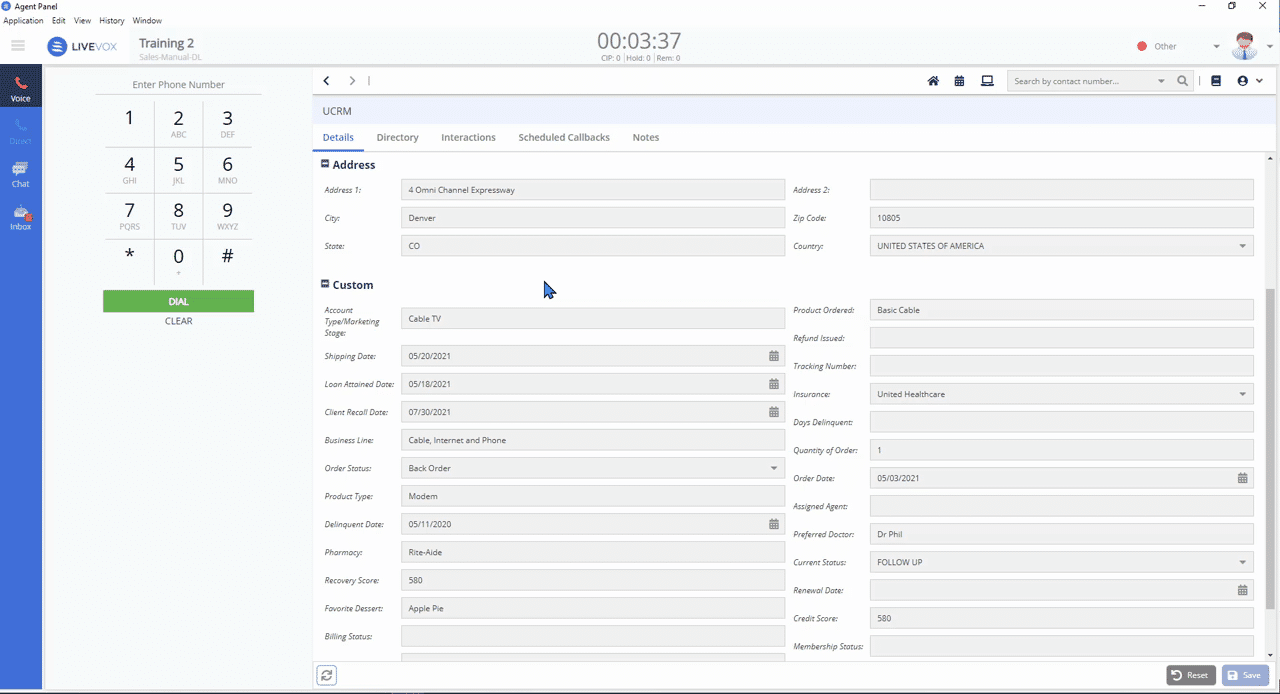 Agent Panel
Application Edit View History Window
LIVEVOX
Training 2
Sales-Manual-DL
00:03:37
CIP: 0 | Hold: 0 | Rem: 0
Other
Voice
Direct
Chat
Inbox
Enter Phone Number
1 2 3
ABC DEF
4 5 6
GHI JKL MNO
7 8 9
PQRS TUV WXYZ
* 0 #
+
DIAL
CLEAR
Search by contact number...
UCRM
Details Directory Interactions Scheduled Callbacks Notes
Address
Address 1: 4 Omni Channel Expressway
Address 2:
City: Denver
Zip Code: 10805
State: CO
Country: UNITED STATES OF AMERICA
Custom
Account Type/Marketing Stage: Cable TV
Shipping Date: 05/20/2021
Loan Attained Date: 05/18/2021
Client Recall Date: 07/30/2021
Business Line: Cable, Internet and Phone
Order Status: Back Order
Product Type: Modem
Delinquent Date: 05/11/2020
Pharmacy: Rite-Aide
Recovery Score: 580
Favorite Dessert: Apple Pie
Billing Status:
Product Ordered: Basic Cable
Refund Issued:
Tracking Number:
Insurance: United Healthcare
Days Delinquent:
Quantity of Order: 1
Order Date: 05/03/2021
Assigned Agent:
Preferred Doctor: Dr Phil
Current Status: FOLLOW UP
Renewal Date:
Credit Score: 580
Membership Status:
Reset Save